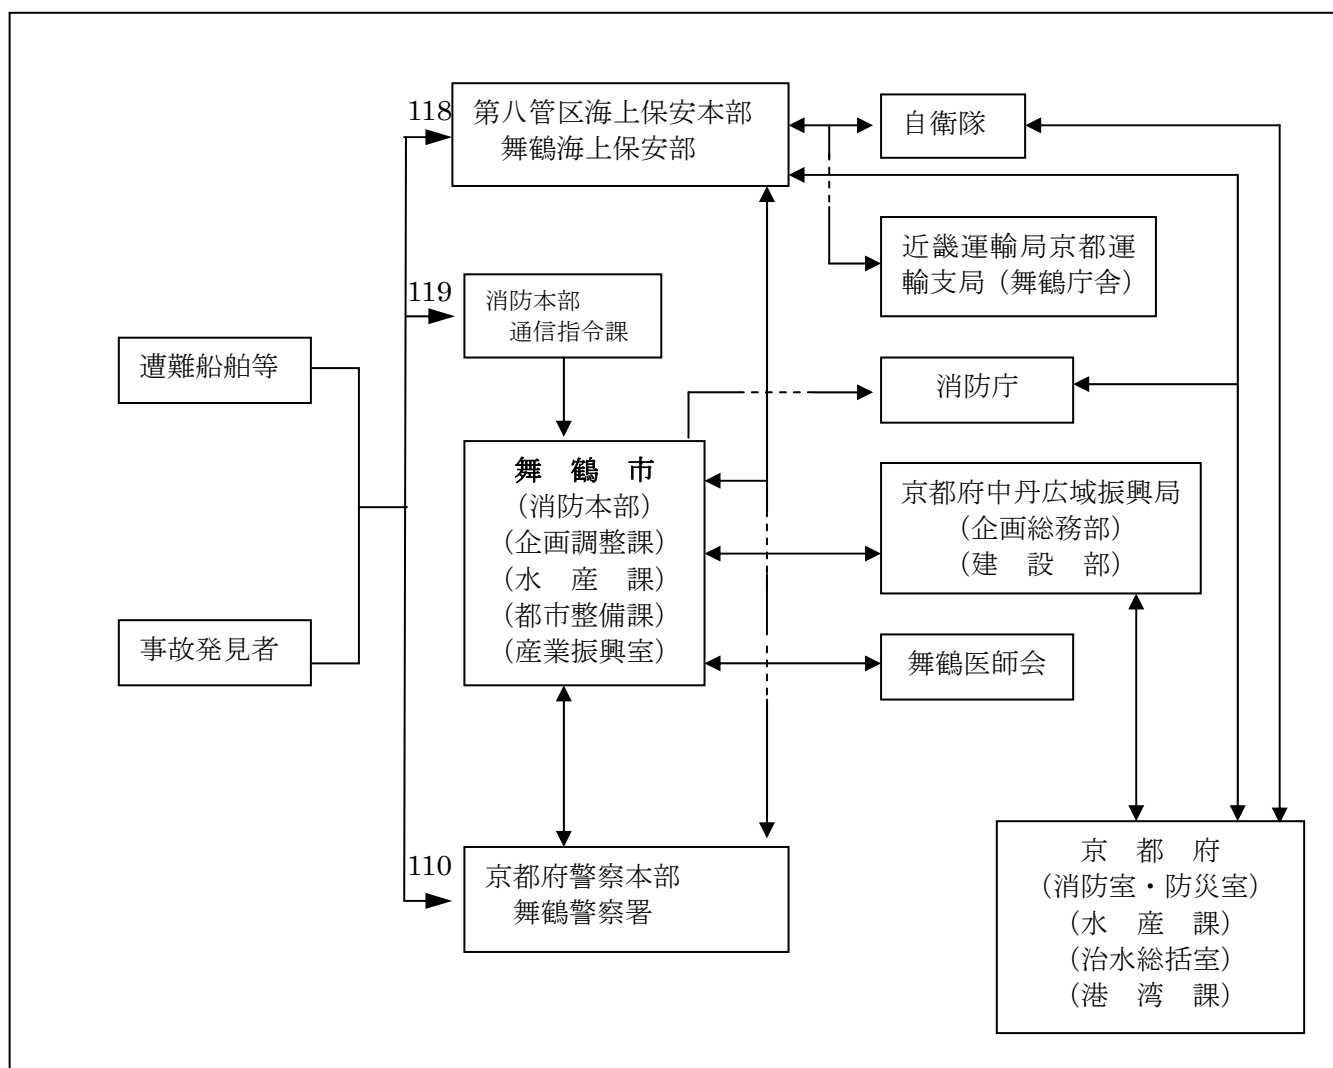 118
第八管区海上保安本部
舞鶴海上保安部
自衛隊
近畿運輸局京都運
輸支局（舞鶴庁舎）
119
消防本部
通信指令課
遭難船舶等
消防庁
舞　鶴　市
（消防本部）
（企画調整課）
（水　産　課）
（都市整備課）
（産業振興室）
京都府中丹広域振興局
（企画総務部）
（建　設　部）
事故発見者
舞鶴医師会
110
京都府警察本部
舞鶴警察署
京　都　府
（消防室・防災室）
（水　産　課）
（治水総括室）
（港　湾　課）